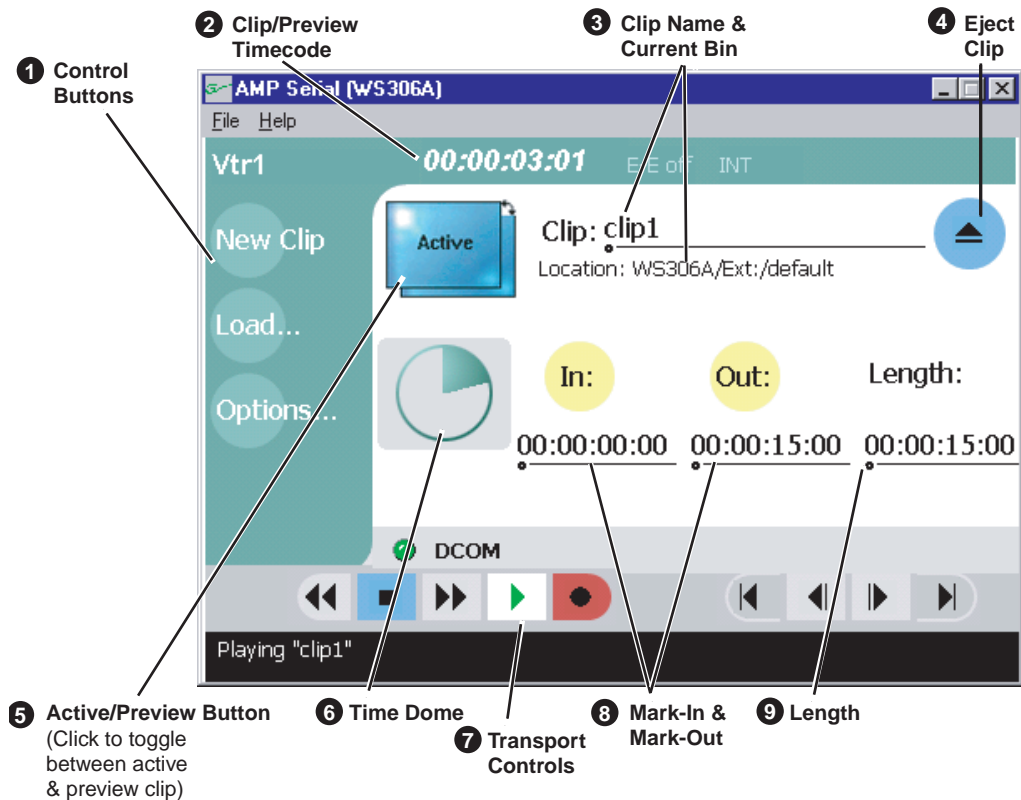 2 Clip/Preview
Timecode
3 Clip Name &
Current Bin
4 Eject
Clip
1 Control
Buttons
AMP Serial (WS306A)
File Help
Vtr1
00:00:03:01
E-E off
INT
New Clip
Active
Clip: clip1
Location: WS306A/Ext:/default
Load...
In:
Out:
Length:
Options...
00:00:00:00
00:00:15:00
00:00:15:00
DCOM
Playing "clip1"
5 Active/Preview Button
(Click to toggle
between active
& preview clip)
6 Time Dome
7 Transport
Controls
8 Mark-In &
Mark-Out
9 Length